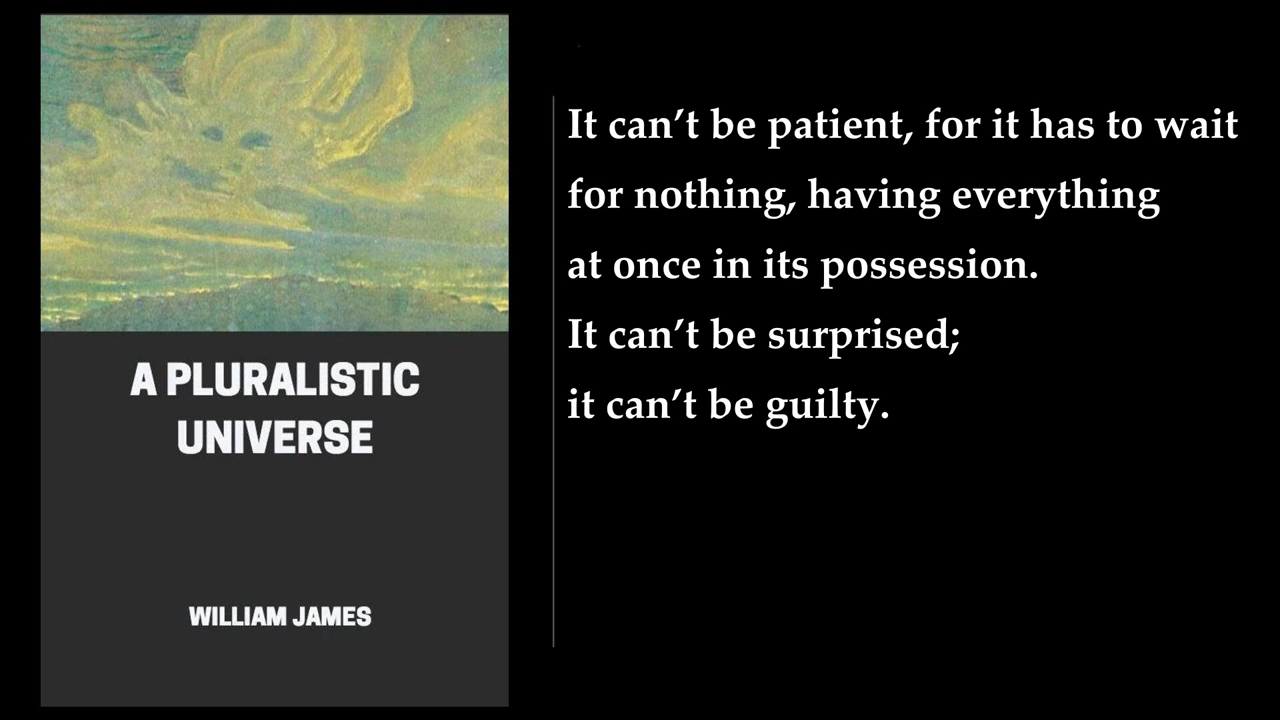 A PLURALISTIC
UNIVERSE
WILLIAM JAMES
It can’t be patient, for it has to wait
for nothing, having everything
at once in its possession.
It can’t be surprised;
it can’t be guilty.